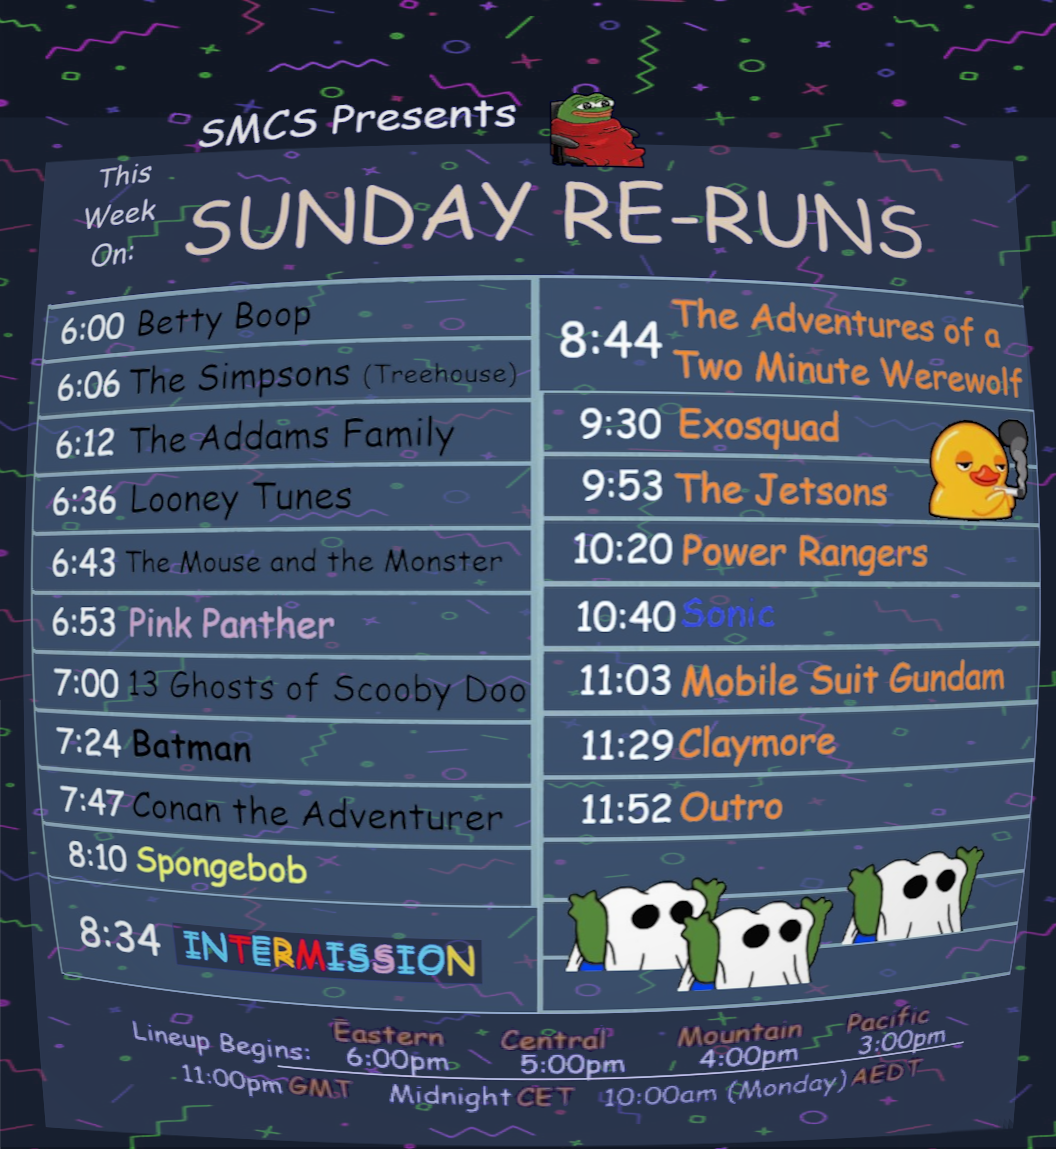 SMCS Presents
This
Week
On:
SUNDAY RE-RUNS
6:00 Betty Boop
6:06 The Simpsons (Treehouse)
6:12 The Addams Family
6:36 Looney Tunes
6:43 The Mouse and the Monster
6:53 Pink Panther
7:00 13 Ghosts of Scooby Doo
7:24 Batman
7:47 Conan the Adventurer
8:10 Spongebob
8:34 INTERMISSION
8:44 The Adventures of a
Two Minute Werewolf
9:30 Exosquad
9:53 The Jetsons
10:20 Power Rangers
10:40 Sonic
11:03 Mobile Suit Gundam
11:29 Claymore
11:52 Outro
Eastern Central Mountain Pacific
Lineup Begins: 6:00pm 5:00pm 4:00pm 3:00pm
11:00pm GMT Midnight CET 10:00am (Monday) AEDT